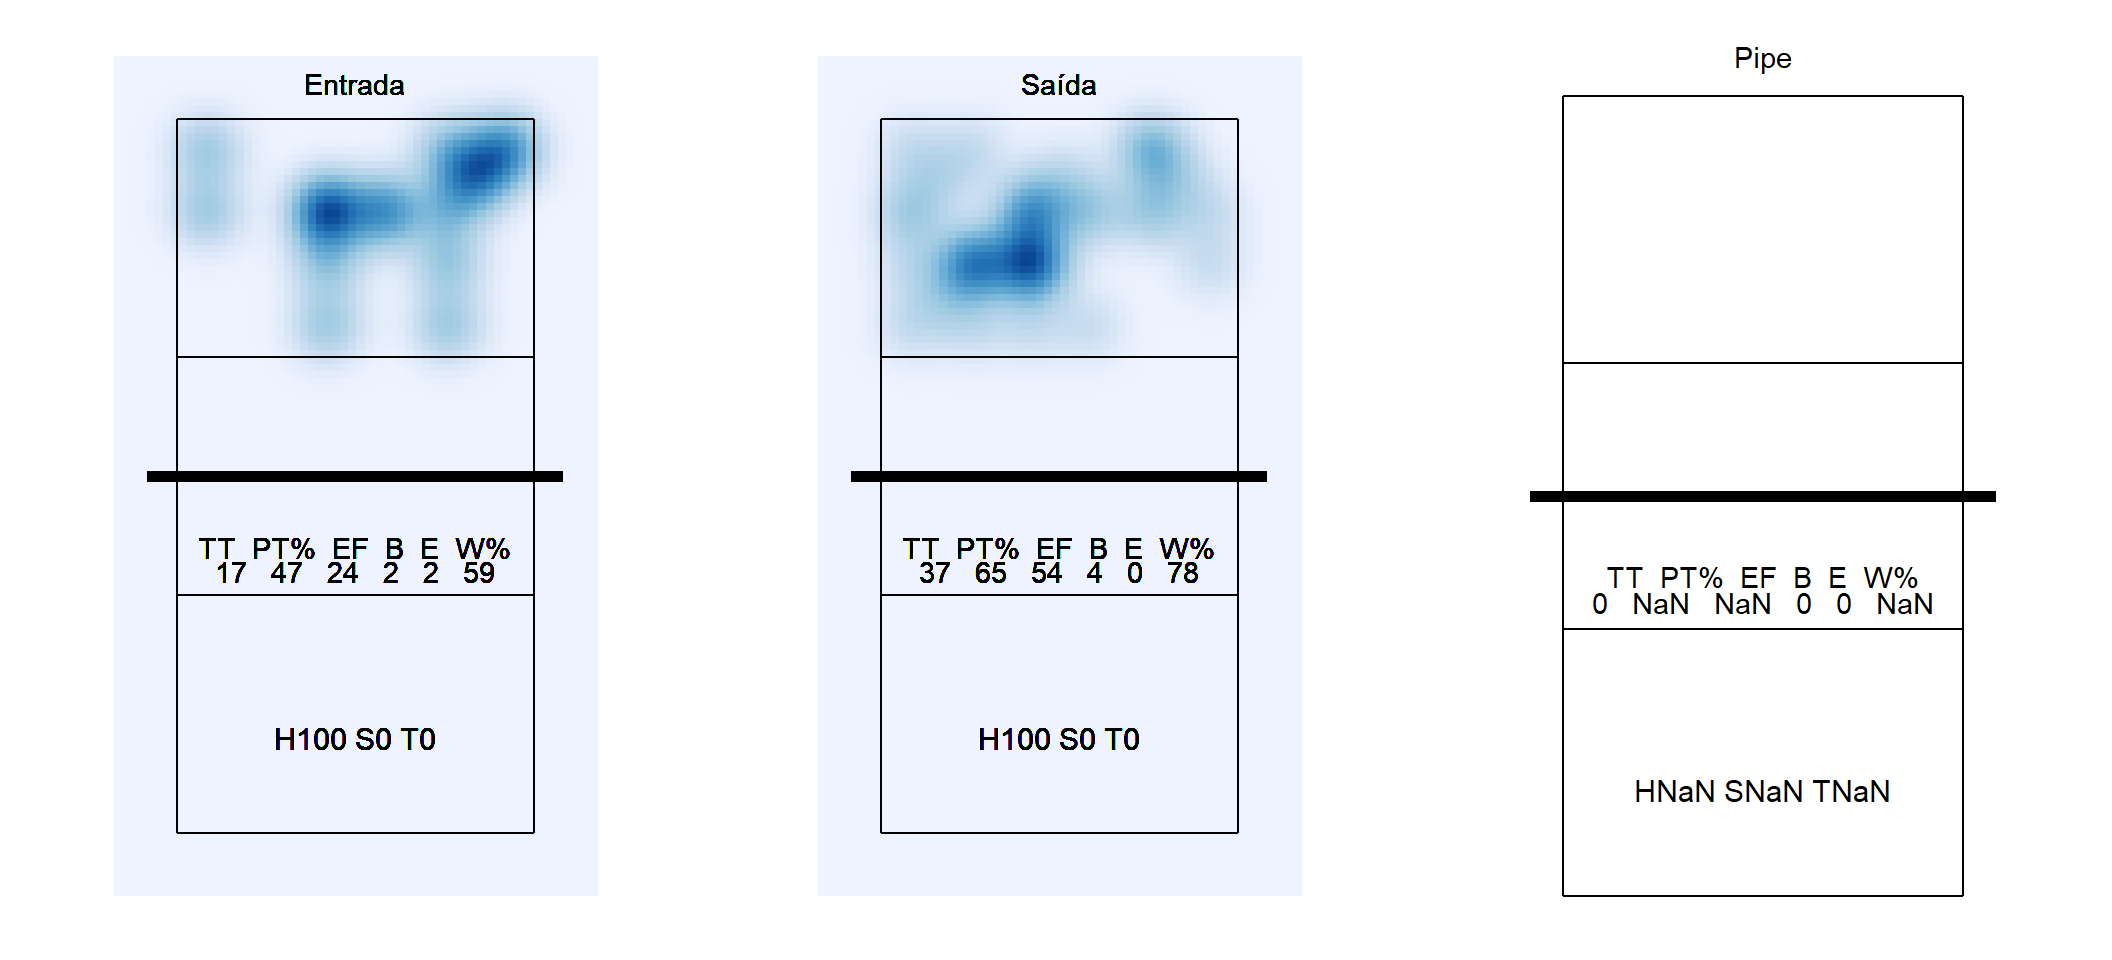 Entrada
TT PT% EF B E W%
17 47 24 2 2 59
H100 S0 T0
Saída
TT PT% EF B E W%
37 65 54 4 0 78
H100 S0 T0
Pipe
TT PT% EF B E W%
0 NaN NaN 0 0 NaN
HNaN SNaN TNaN